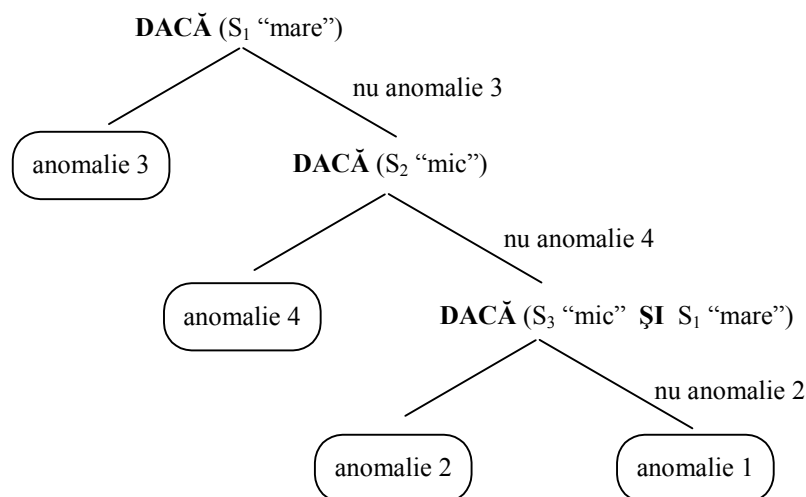 DACĂ (S₁ “mare”)
nu anomalie 3
anomalie 3
DACĂ (S₂ “mic”)
nu anomalie 4
anomalie 4
DACĂ (S₃ “mic” ŞI S₁ “mare”)
nu anomalie 2
anomalie 2
anomalie 1